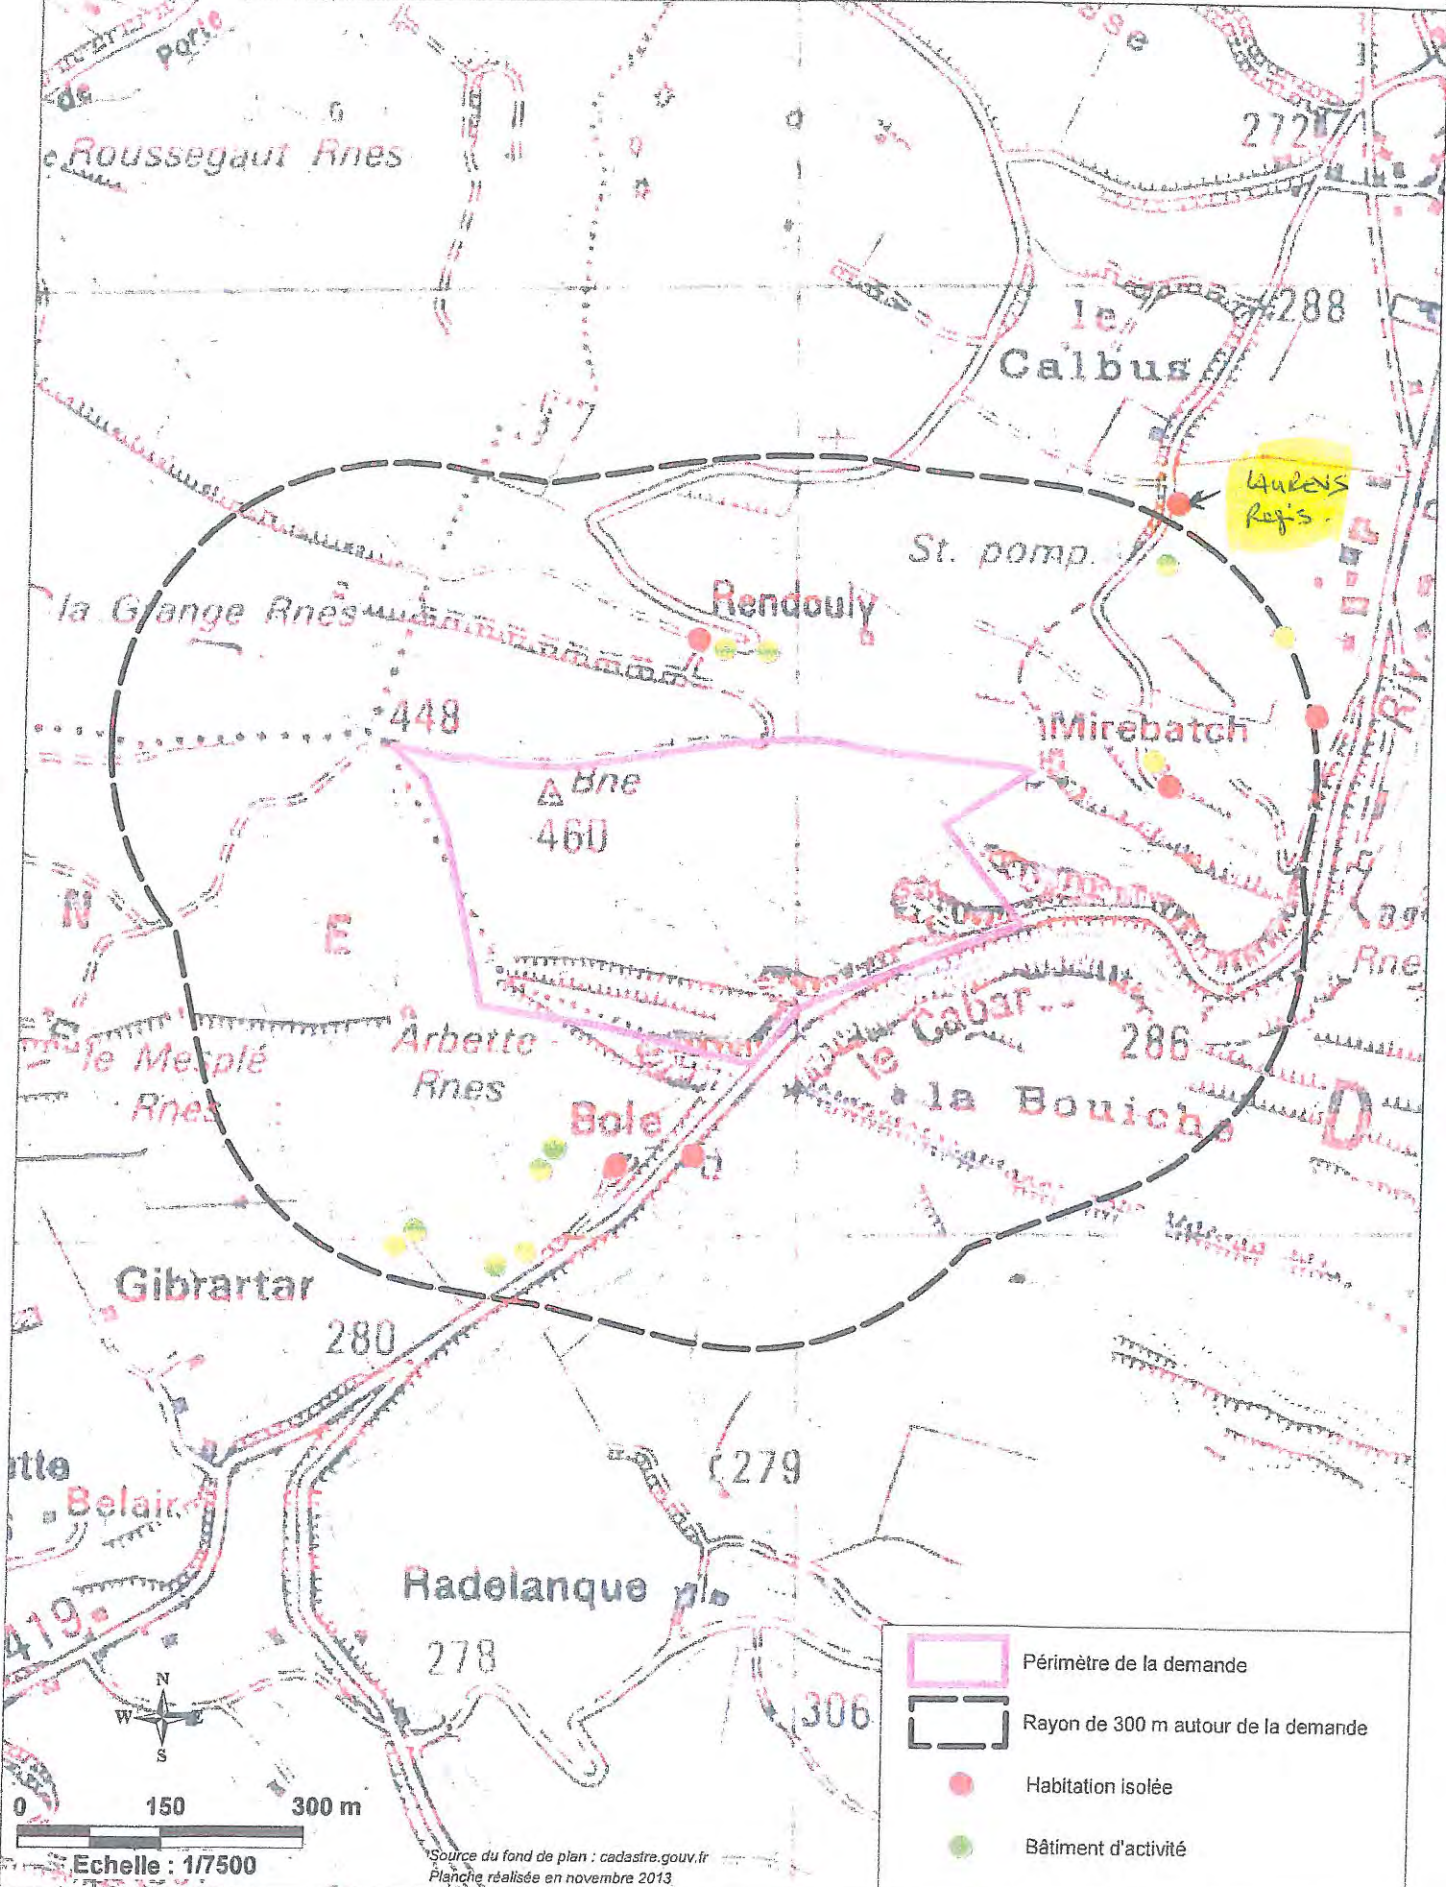 Porte
de
Roussegaut Rnes
272
288
le
Calbus
LAURENS
Regis.
St. pomp.
Rendouly
la Grange Rnes
448
Mirebatch
Riv.
Bne
460
N
E
Rne
le Cabar
286
Arbette
Rnes
le Mesplé
Rnes
la Bouiche
D
Bole
Gibrartar
280
279
Belair
Radelanque
419
278
306
N
W E
S
0 150 300 m
Echelle : 1/7500
Source du fond de plan : cadastre.gouv.fr
Planche réalisée en novembre 2013
Périmètre de la demande
Rayon de 300 m autour de la demande
Habitation isolée
Bâtiment d'activité